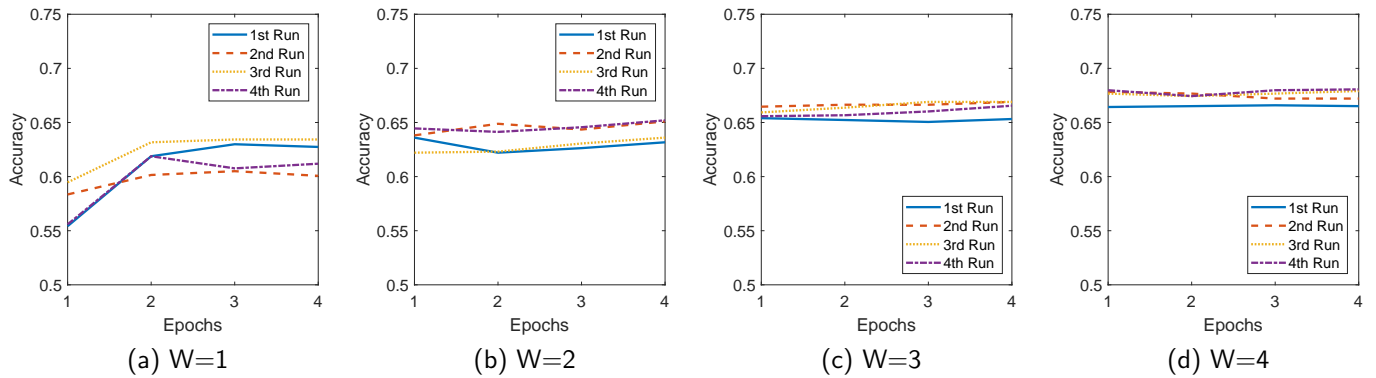 0.75
0.7
0.65
0.6
0.55
0.5
Accuracy
1 2 3 4
Epochs
1st Run
2nd Run
3rd Run
4th Run
(a) W=1
0.75
0.7
0.65
0.6
0.55
0.5
Accuracy
1 2 3 4
Epochs
1st Run
2nd Run
3rd Run
4th Run
(b) W=2
0.75
0.7
0.65
0.6
0.55
0.5
Accuracy
1 2 3 4
Epochs
1st Run
2nd Run
3rd Run
4th Run
(c) W=3
0.75
0.7
0.65
0.6
0.55
0.5
Accuracy
1 2 3 4
Epochs
1st Run
2nd Run
3rd Run
4th Run
(d) W=4